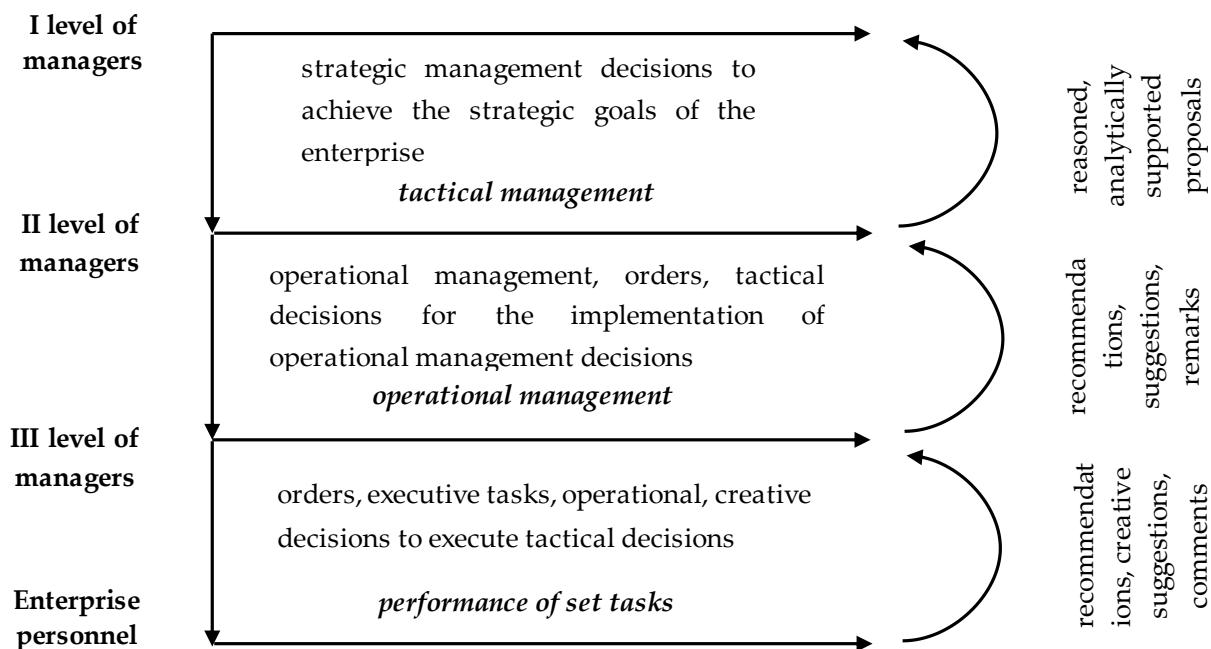 I level of
managers
strategic management decisions to
achieve the strategic goals of the
enterprise
tactical management
reasoned,
analytically
supported
proposals
II level of
managers
operational management, orders, tactical
decisions for the implementation of
operational management decisions
operational management
recommenda
tions,
suggestions,
remarks
III level of
managers
orders, executive tasks, operational, creative
decisions to execute tactical decisions
performance of set tasks
recommendat
ions, creative
suggestions,
comments
Enterprise
personnel